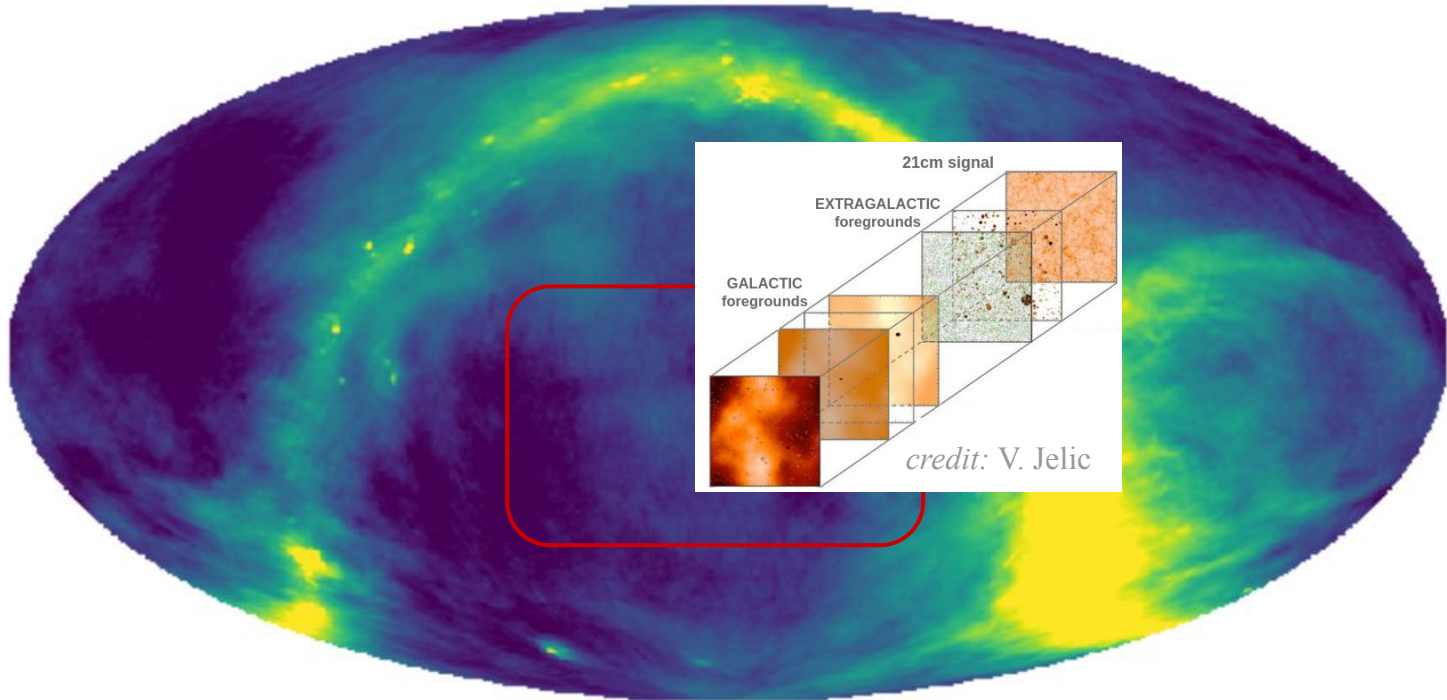 21cm signal
EXTRAGALACTIC
foregrounds
GALACTIC
foregrounds
credit: V. Jelic